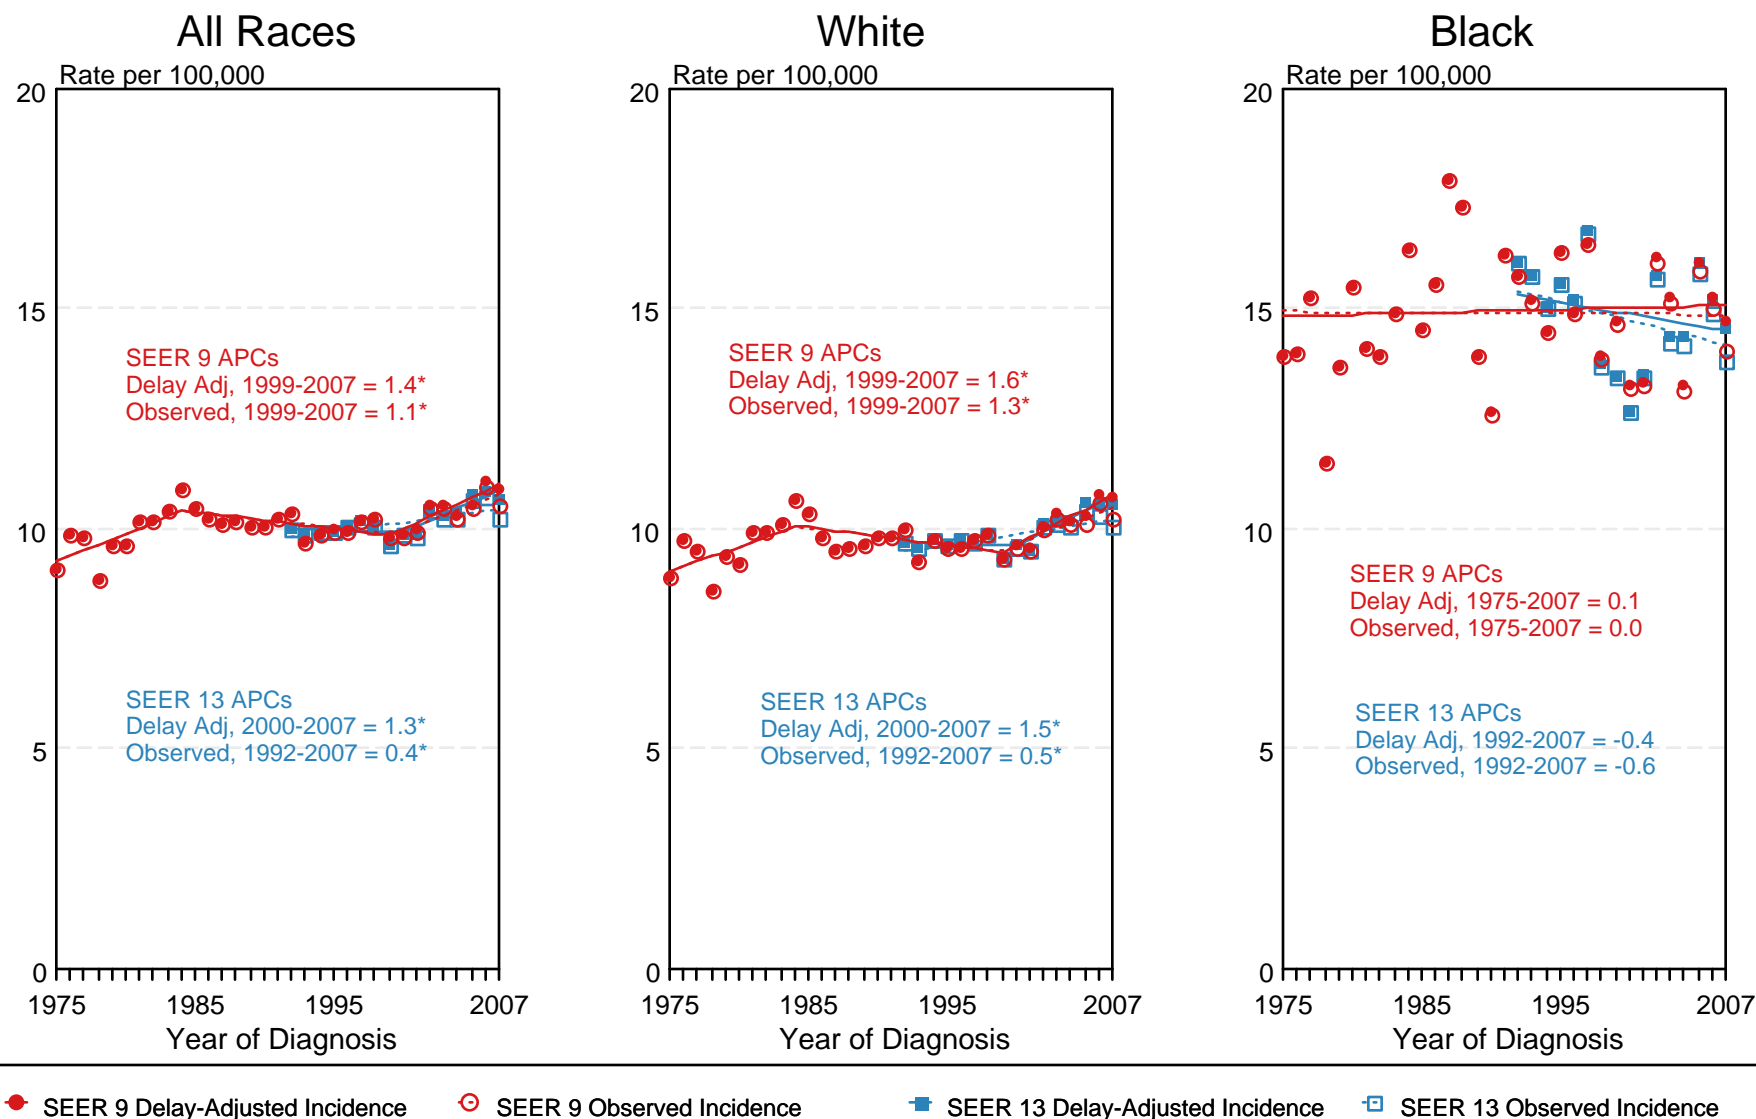 All Races
Rate per 100,000
20
15
10
5
0
SEER 9 APCs
Delay Adj, 1999-2007 = 1.4*
Observed, 1999-2007 = 1.1*
SEER 13 APCs
Delay Adj, 2000-2007 = 1.3*
Observed, 1992-2007 = 0.4*
1975 1985 1995 2007
Year of Diagnosis
White
Rate per 100,000
20
15
10
5
0
SEER 9 APCs
Delay Adj, 1999-2007 = 1.6*
Observed, 1999-2007 = 1.3*
SEER 13 APCs
Delay Adj, 2000-2007 = 1.5*
Observed, 1992-2007 = 0.5*
1975 1985 1995 2007
Year of Diagnosis
Black
Rate per 100,000
20
15
10
5
0
SEER 9 APCs
Delay Adj, 1975-2007 = 0.1
Observed, 1975-2007 = 0.0
SEER 13 APCs
Delay Adj, 1992-2007 = -0.4
Observed, 1992-2007 = -0.6
1975 1985 1995 2007
Year of Diagnosis
SEER 9 Delay-Adjusted Incidence SEER 9 Observed Incidence SEER 13 Delay-Adjusted Incidence SEER 13 Observed Incidence